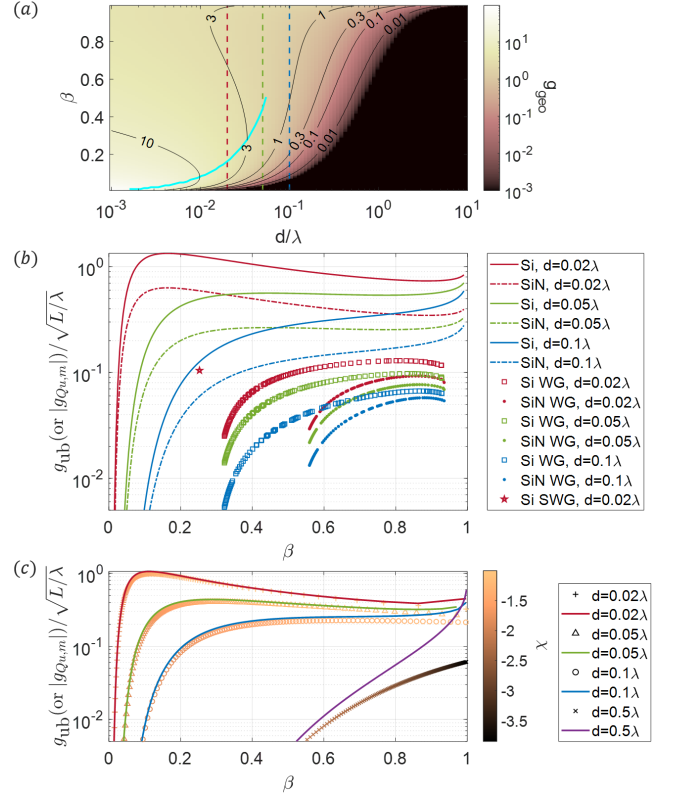 (a)
0.8
0.6
0.4
0.2
β
3
1
0.3
0.1
0.01
10
3
1
0.3
0.1
0.01
10^-3
10^-2
10^-1
10^0
10^1
d/λ
10^1
10^0
10^-1
10^-2
10^-3
g_geo
(b)
10^0
10^-1
10^-2
g_ub(or |g_Qu,m|)/√L/λ
0
0.2
0.4
0.6
0.8
1
β
Si, d=0.02λ
SiN, d=0.02λ
Si, d=0.05λ
SiN, d=0.05λ
Si, d=0.1λ
SiN, d=0.1λ
Si WG, d=0.02λ
SiN WG, d=0.02λ
Si WG, d=0.05λ
SiN WG, d=0.05λ
Si WG, d=0.1λ
SiN WG, d=0.1λ
Si SWG, d=0.02λ
(c)
10^0
10^-1
10^-2
g_ub(or |g_Qu,m|)/√L/λ
0
0.2
0.4
0.6
0.8
1
β
-1.5
-2
-2.5
-3
-3.5
χ
d=0.02λ
d=0.02λ
d=0.05λ
d=0.05λ
d=0.1λ
d=0.1λ
d=0.5λ
d=0.5λ